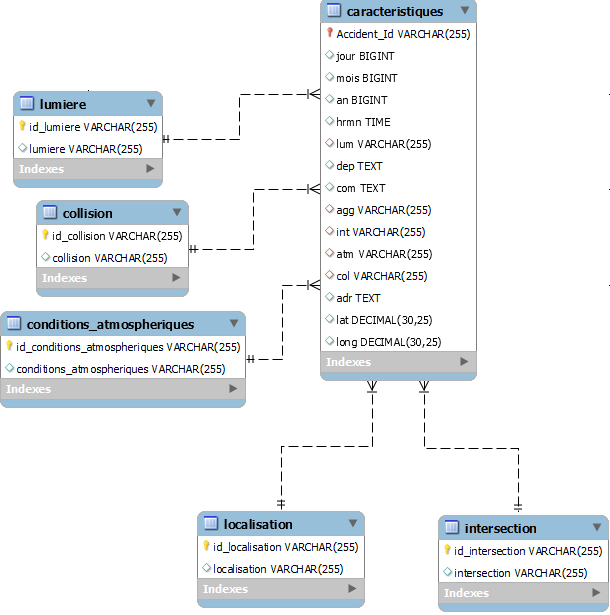 caracteristiques
Accident_Id VARCHAR(255)
jour BIGINT
mois BIGINT
an BIGINT
hrmn TIME
lum VARCHAR(255)
dep TEXT
com TEXT
agg VARCHAR(255)
int VARCHAR(255)
atm VARCHAR(255)
col VARCHAR(255)
adr TEXT
lat DECIMAL(30,25)
long DECIMAL(30,25)
Indexes
lumiere
id_lumiere VARCHAR(255)
lumiere VARCHAR(255)
Indexes
collision
id_collision VARCHAR(255)
collision VARCHAR(255)
Indexes
conditions_atmospheriques
id_conditions_atmospheriques VARCHAR(255)
conditions_atmospheriques VARCHAR(255)
Indexes
localisation
id_localisation VARCHAR(255)
localisation VARCHAR(255)
Indexes
intersection
id_intersection VARCHAR(255)
intersection VARCHAR(255)
Indexes